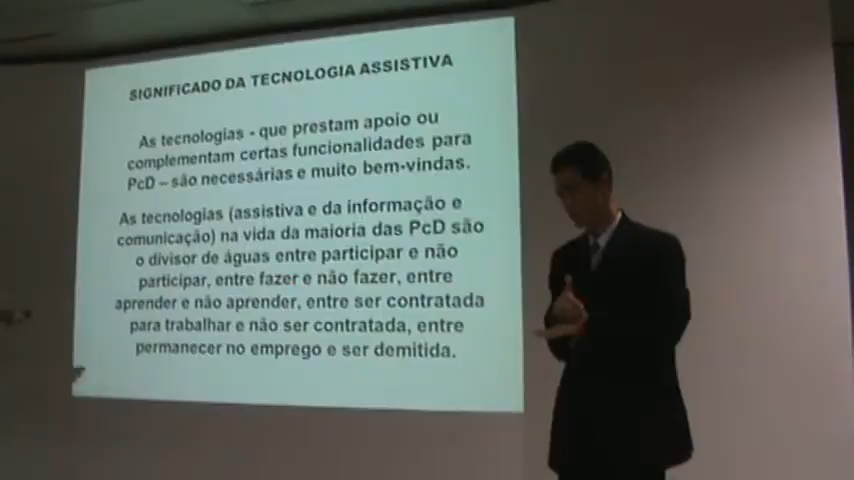 SIGNIFICADO DA TECNOLOGIA ASSISTIVA
As tecnologias - que prestam apoio ou
complementam certas funcionalidades para
PcD – são necessárias e muito bem-vindas.
As tecnologias (assistiva e da informação e
comunicação) na vida da maioria das PcD são
o divisor de águas entre participar e não
participar, entre fazer e não fazer, entre
aprender e não aprender, entre ser contratada
para trabalhar e não ser contratada, entre
permanecer no emprego e ser demitida.